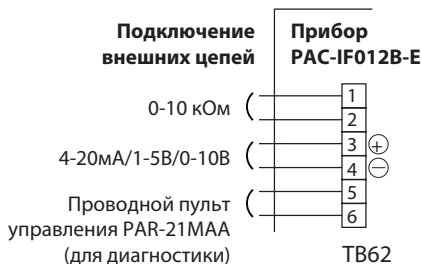 Подключение
внешних цепей
Прибор
PAC-IF012B-E
0-10 кОм
1
2
4-20мА/1-5В/0-10В
3 +
4 −
Проводной пульт
управления PAR-21MAA
(для диагностики)
5
6
TB62